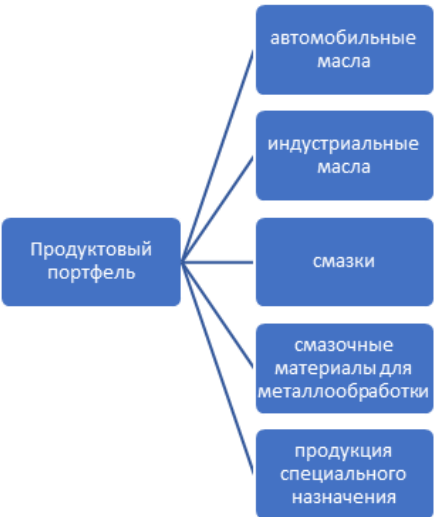 автомобильные
масла
индустриальные
масла
Продуктовый
портфель
смазки
смазочные
материалы для
металлообработки
продукция
специального
назначения